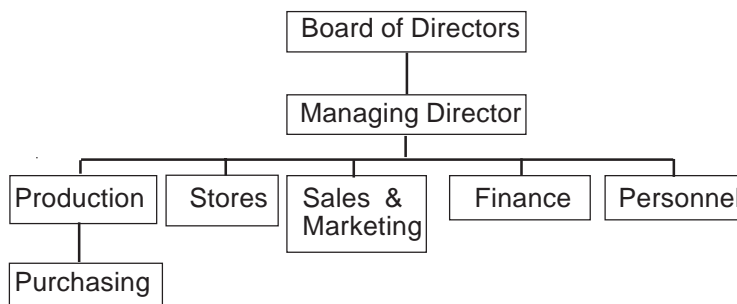 Board of Directors
Managing Director
Production
Stores
Sales &
Marketing
Finance
Personnel
Purchasing